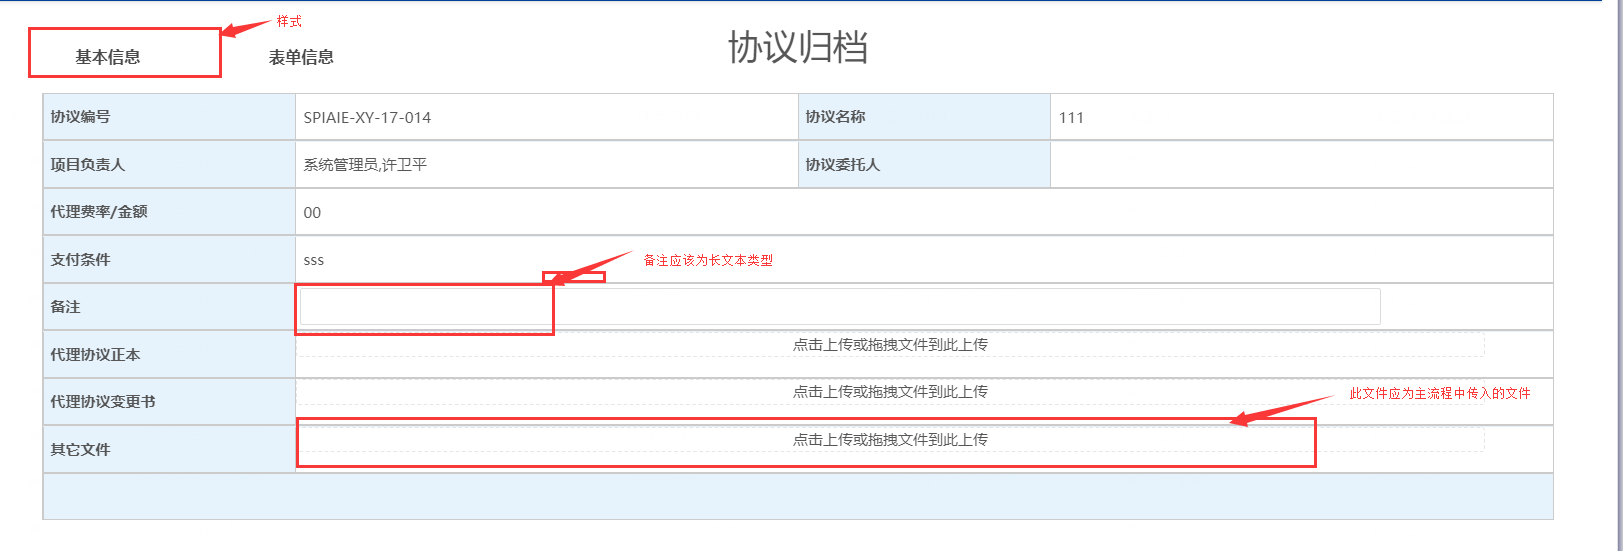 样式
基本信息
表单信息
协议归档
协议编号
SPIAIE-XY-17-014
协议名称
111
项目负责人
系统管理员,许卫平
协议委托人
代理费率/金额
00
支付条件
sss
备注应该为长文本类型
备注
代理协议正本
点击上传或拖拽文件到此上传
代理协议变更书
点击上传或拖拽文件到此上传
此文件应为主流程中传入的文件
其它文件
点击上传或拖拽文件到此上传